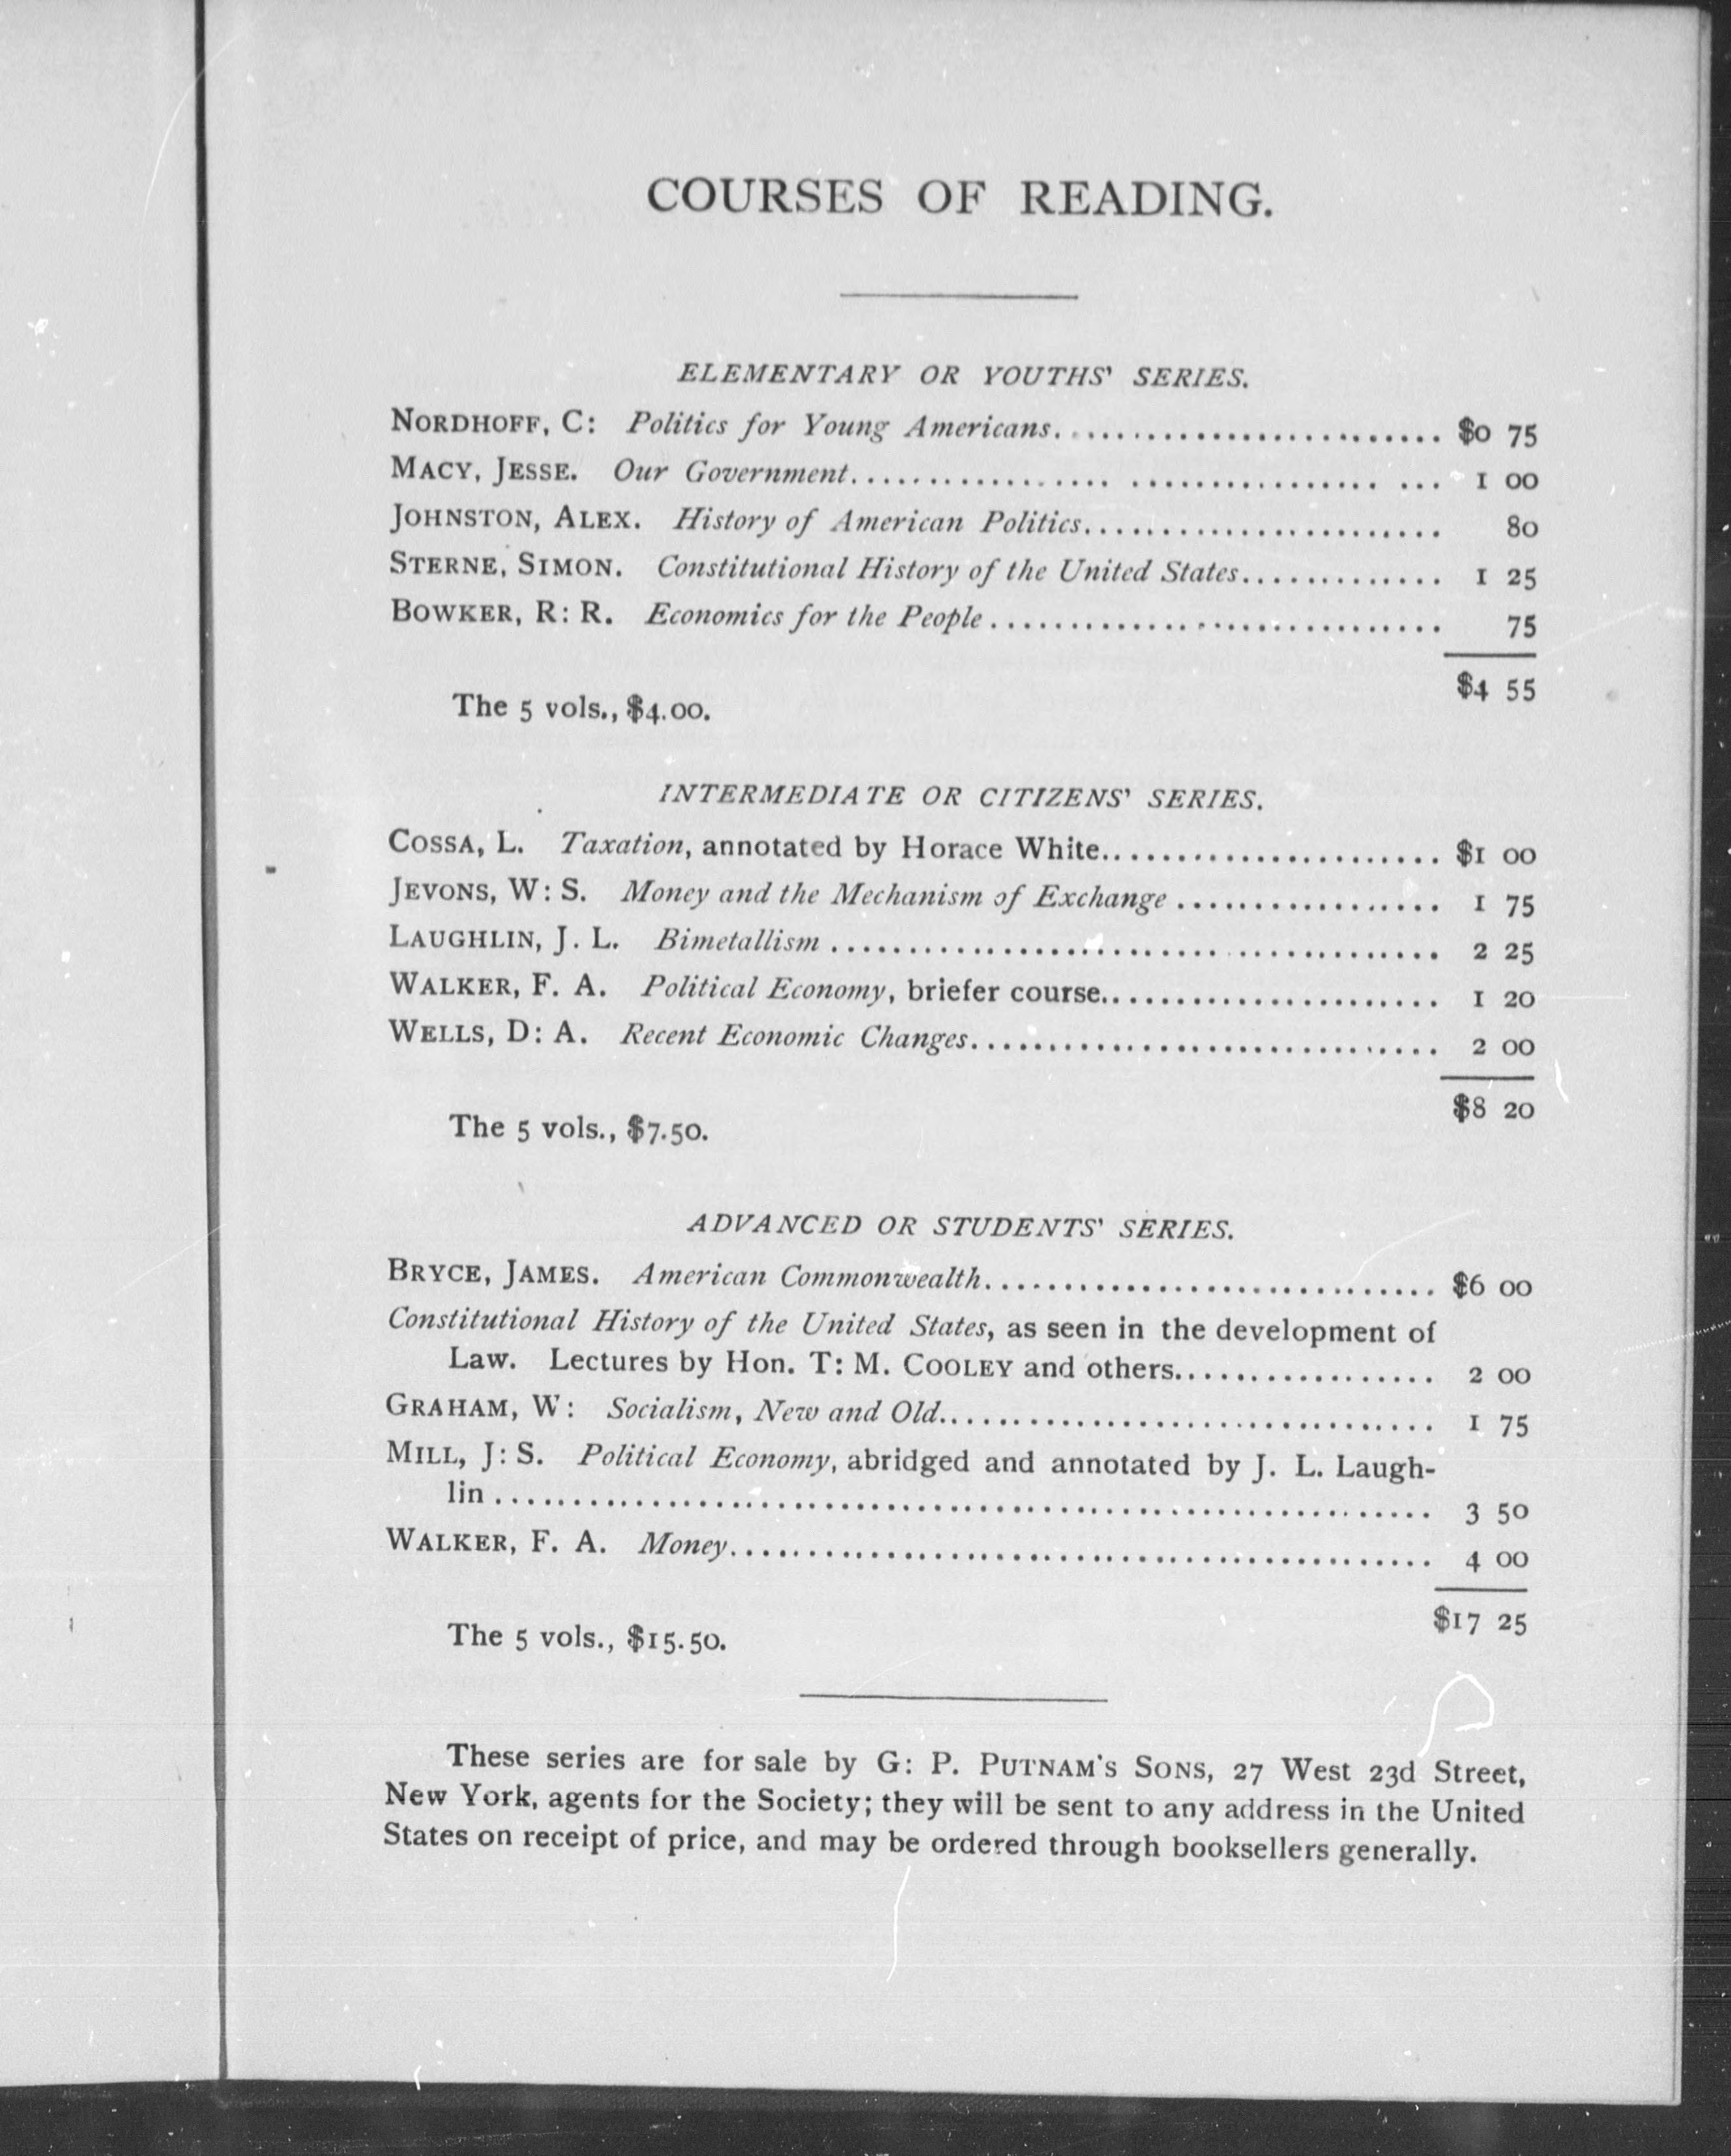 COURSES OF READING.
ELEMENTARY OR YOUTHS' SERIES.
NORDHOFF, C: Politics for Young Americans........................... $0 75
MACY, JESSE. Our Government................. ................ ... 1 00
JOHNSTON, ALEX. History of American Politics....................... 80
STERNE, SIMON. Constitutional History of the United States............. 1 25
BOWKER, R: R. Economics for the People............................. 75
$4 55
The 5 vols., $4.00.
INTERMEDIATE OR CITIZENS' SERIES.
COSSA, L. Taxation, annotated by Horace White...................... $1 00
JEVONS, W: S. Money and the Mechanism of Exchange................. 1 75
LAUGHLIN, J. L. Bimetallism....................................... 2 25
WALKER, F. A. Political Economy, briefer course...................... 1 20
WELLS, D: A. Recent Economic Changes.............................. 2 00
$8 20
The 5 vols., $7.50.
ADVANCED OR STUDENTS' SERIES.
BRYCE, JAMES. American Commonwealth............................. $6 00
Constitutional History of the United States, as seen in the development of
Law. Lectures by Hon. T: M. COOLEY and others................. 2 00
GRAHAM, W: Socialism, New and Old................................ 1 75
MILL, J: S. Political Economy, abridged and annotated by J. L. Laugh-
lin............................................................ 3 50
WALKER, F. A. Money............................................. 4 00
$17 25
The 5 vols., $15.50.
These series are for sale by G: P. PUTNAM'S SONS, 27 West 23d Street,
New York, agents for the Society; they will be sent to any address in the United
States on receipt of price, and may be ordered through booksellers generally.